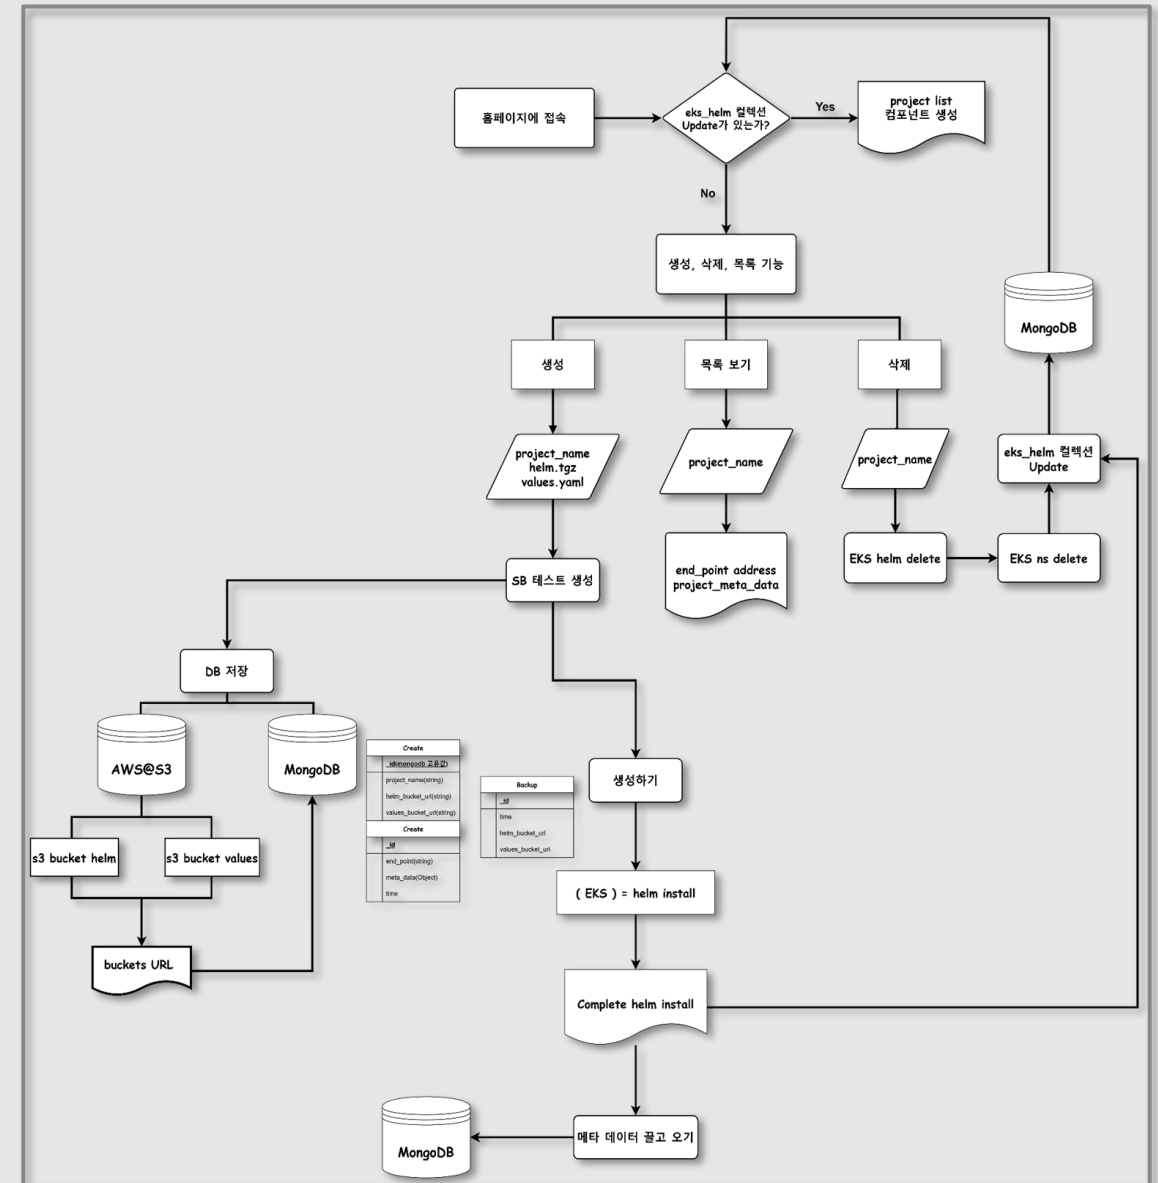 홈페이지에 접속
eks_helm 컬렉션
Update가 있는가?
Yes
project list
컴포넌트 생성
No
생성, 삭제, 목록 기능
MongoDB
생성
목록 보기
삭제
project_name
helm.tgz
values.yaml
project_name
project_name
eks_helm 컬렉션
Update
end_point address
project_meta_data
EKS helm delete
EKS ns delete
SB 테스트 생성
DB 저장
AWS@S3
MongoDB
Create
_id(mongodb 고유값)
project_name(string)
helm_bucket_url(string)
values_bucket_url(string)
Create
_id
end_point(string)
meta_data(Object)
time
Backup
_id
time
helm_bucket_url
values_bucket_url
생성하기
s3 bucket helm
s3 bucket values
( EKS ) = helm install
buckets URL
Complete helm install
메타 데이터 끌고 오기
MongoDB